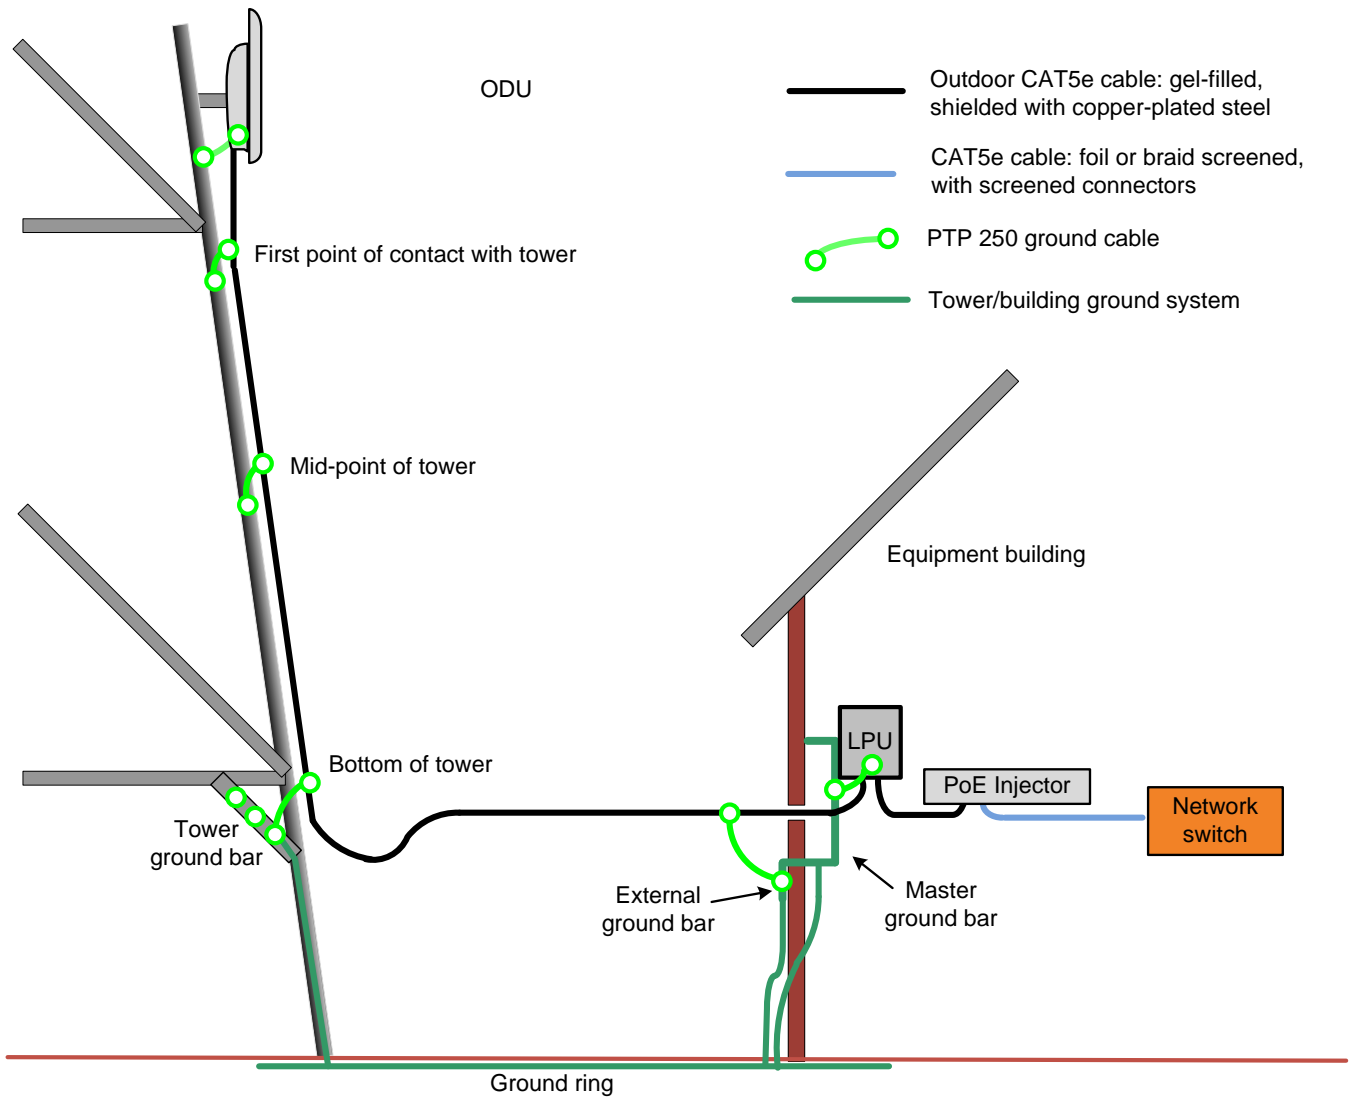 ODU
Outdoor CAT5e cable: gel-filled,
shielded with copper-plated steel
CAT5e cable: foil or braid screened,
with screened connectors
PTP 250 ground cable
Tower/building ground system
First point of contact with tower
Mid-point of tower
Equipment building
Bottom of tower
LPU
PoE Injector
Network
switch
Tower
ground bar
External
ground bar
Master
ground bar
Ground ring